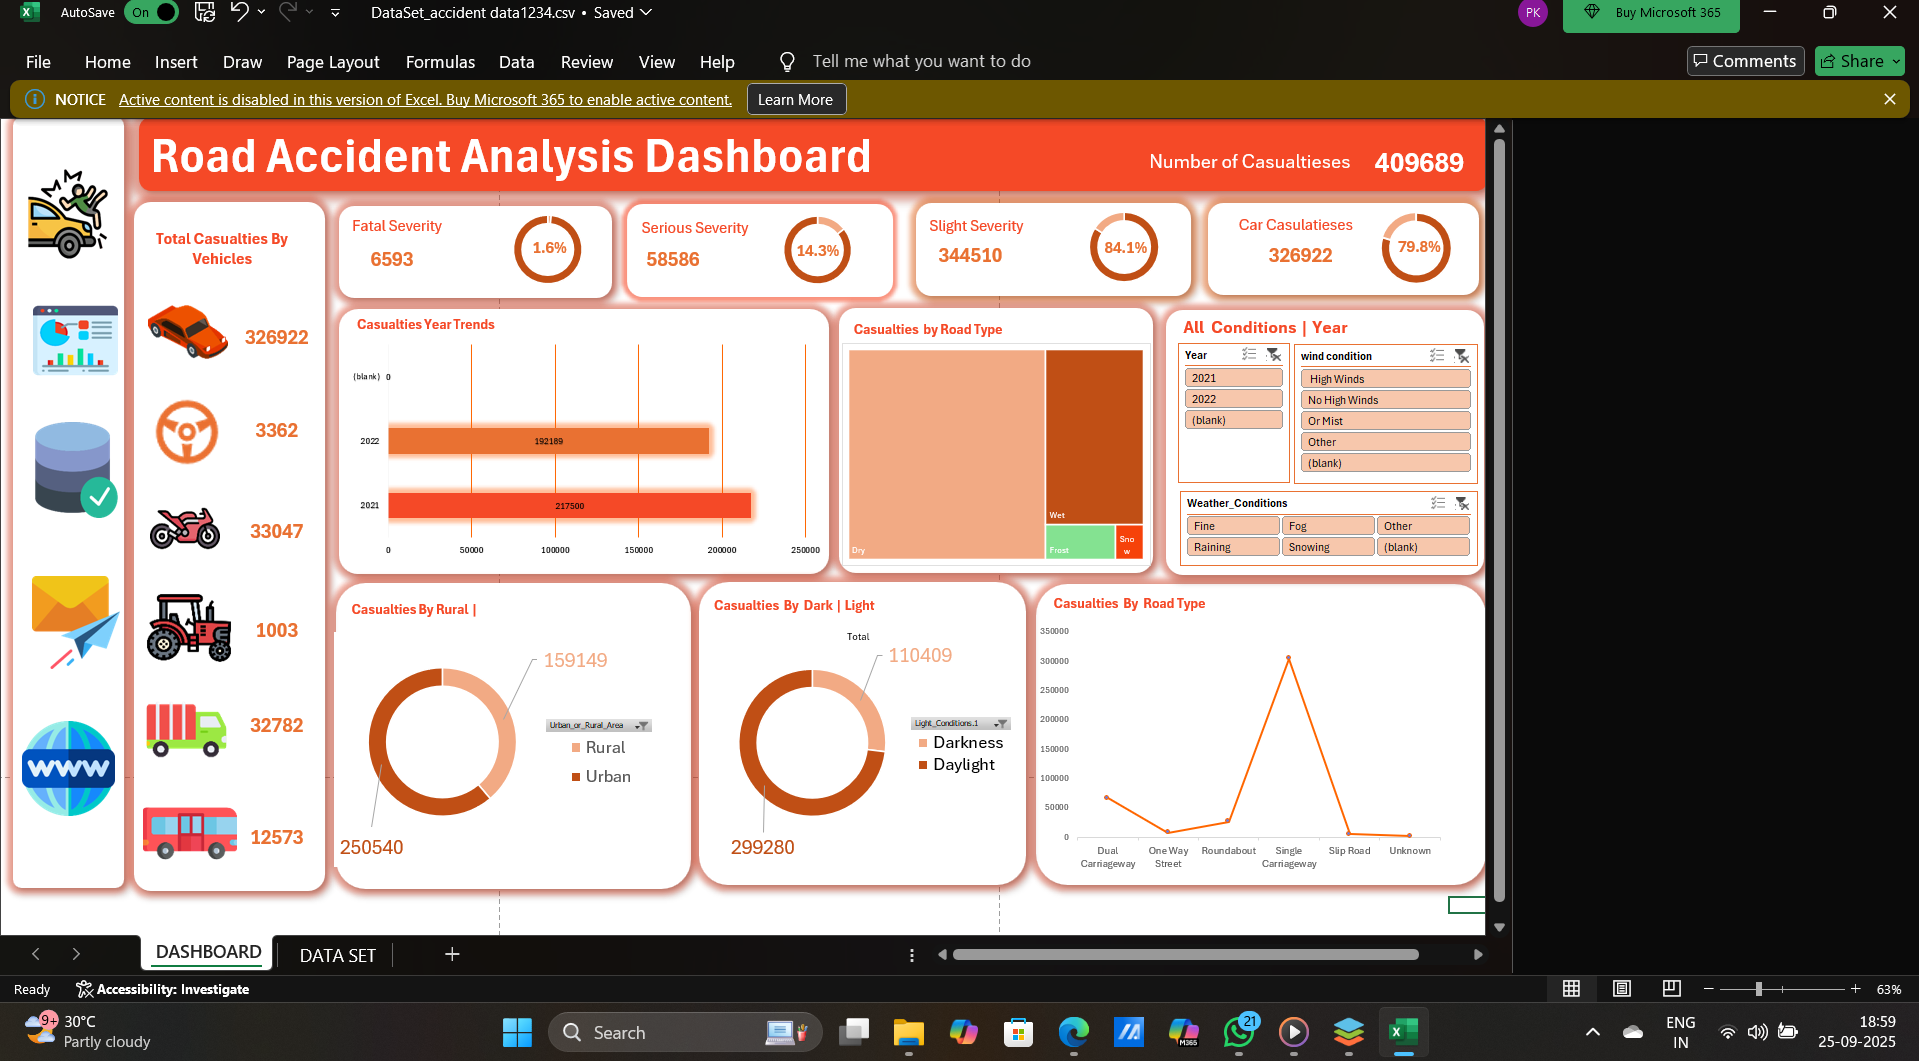 AutoSave On DataSet_accident data1234.csv • Saved PK Buy Microsoft 365
File Home Insert Draw Page Layout Formulas Data Review View Help Tell me what you want to do Comments Share
NOTICE Active content is disabled in this version of Excel. Buy Microsoft 365 to enable active content. Learn More
Road Accident Analysis Dashboard
Number of Casualtieses 409689
Total Casualties By
Vehicles
326922
3362
33047
1003
32782
12573
WWW
Fatal Severity
6593
1.6%
Serious Severity
58586
14.3%
Slight Severity
344510
84.1%
Car Casulatieses
326922
79.8%
Casualties Year Trends
(blank) 0
2022 192189
2021 217500
0 50000 100000 150000 200000 250000
Casualties by Road Type
Dry
Wet
Frost
Sno
w
All Conditions | Year
Year
2021
2022
(blank)
wind condition
High Winds
No High Winds
Or Mist
Other
(blank)
Weather_Conditions
Fine Fog Other
Raining Snowing (blank)
Casualties By Rural |
159149
250540
Urban_or_Rural_Area
Rural
Urban
Casualties By Dark | Light
Total
110409
299280
Light_Conditions.1
Darkness
Daylight
Casualties By Road Type
350000
300000
250000
200000
150000
100000
50000
0
Dual
Carriageway
One Way
Street
Roundabout
Single
Carriageway
Slip Road
Unknown
DASHBOARD DATA SET
Ready Accessibility: Investigate 63%
9+
30°C
Partly cloudy
Search
M365
21
ENG
IN
18:59
25-09-2025